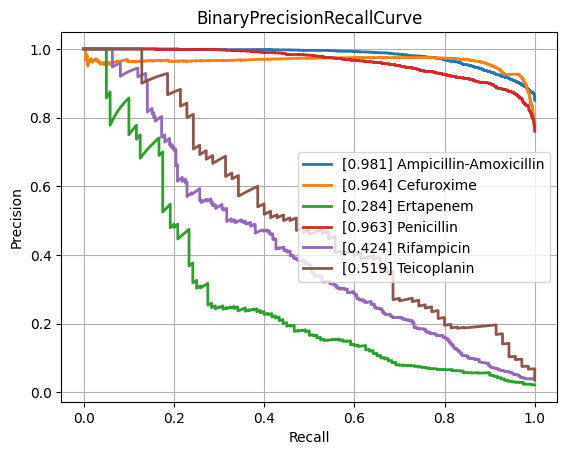 BinaryPrecisionRecallCurve
1.0
0.8
0.6
0.4
0.2
0.0
Precision
[0.981] Ampicillin-Amoxicillin
[0.964] Cefuroxime
[0.284] Ertapenem
[0.963] Penicillin
[0.424] Rifampicin
[0.519] Teicoplanin
0.0 0.2 0.4 0.6 0.8 1.0
Recall